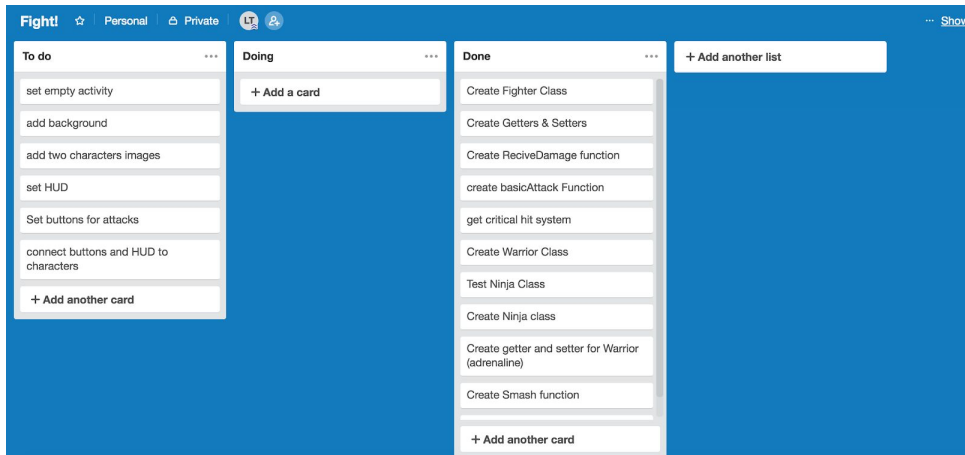 Fight!
Personal
Private
LT
... Show
To do
...
set empty activity
add background
add two characters images
set HUD
Set buttons for attacks
connect buttons and HUD to
characters
+ Add another card
Doing
...
+ Add a card
Done
...
Create Fighter Class
Create Getters & Setters
Create ReciveDamage function
create basicAttack Function
get critical hit system
Create Warrior Class
Test Ninja Class
Create Ninja class
Create getter and setter for Warrior
(adrenaline)
Create Smash function
+ Add another card
+ Add another list